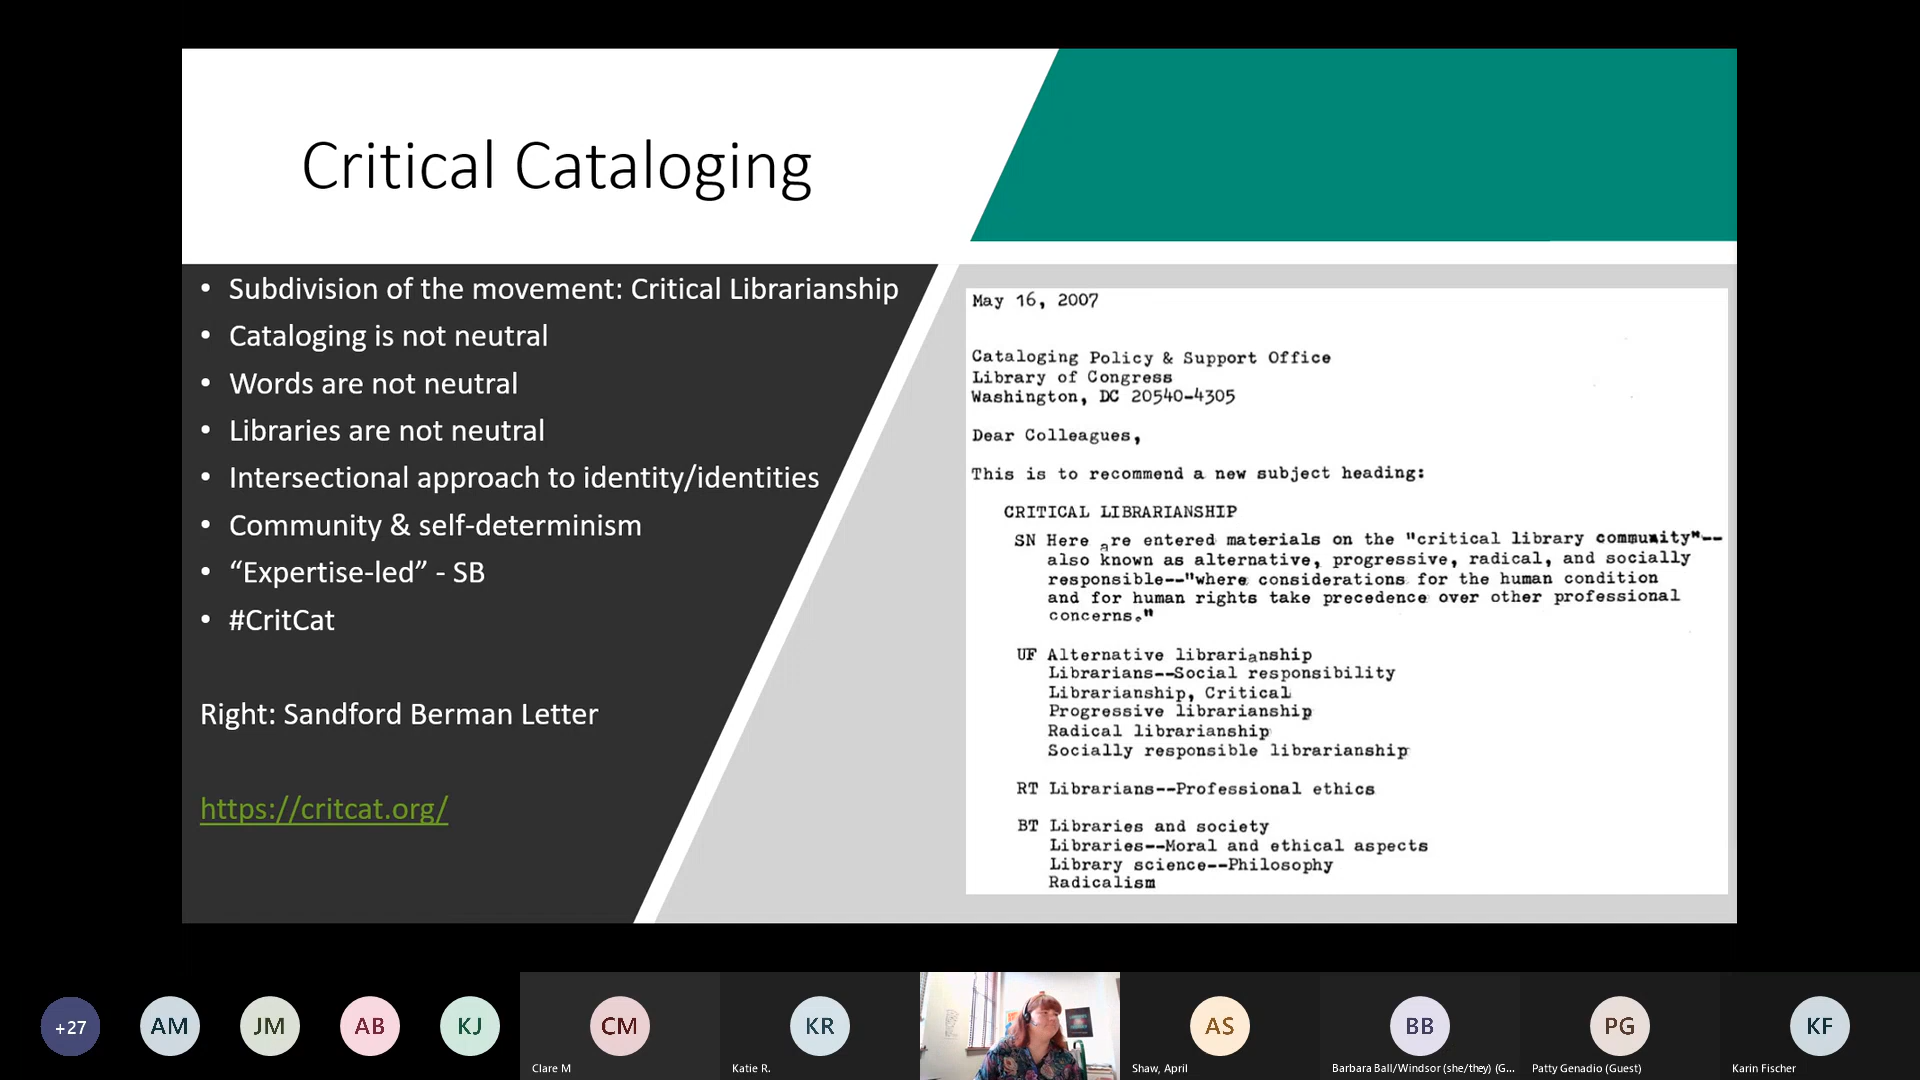 Critical Cataloging
• Subdivision of the movement: Critical Librarianship
• Cataloging is not neutral
• Words are not neutral
• Libraries are not neutral
• Intersectional approach to identity/identities
• Community & self-determinism
• “Expertise-led” - SB
• #CritCat
Right: Sandford Berman Letter
https://critcat.org/
May 16, 2007
Cataloging Policy & Support Office
Library of Congress
Washington, DC 20540-4305
Dear Colleagues,
This is to recommend a new subject heading:
CRITICAL LIBRARIANSHIP
SN Here are entered materials on the "critical library community"--
also known as alternative, progressive, radical, and socially
responsible--"where considerations for the human condition
and for human rights take precedence over other professional
concerns."
UF Alternative librarianship
Librarians--Social responsibility
Librarianship, Critical
Progressive librarianship
Radical librarianship
Socially responsible librarianship
RT Librarians--Professional ethics
BT Libraries and society
Libraries--Moral and ethical aspects
Library science--Philosophy
Radicalism
+27
AM
JM
AB
KJ
CM
Clare M
KR
Katie R.
AS
Shaw, April
BB
Barbara Ball/Windsor (she/they) (G...
PG
Patty Genadio (Guest)
KF
Karin Fischer